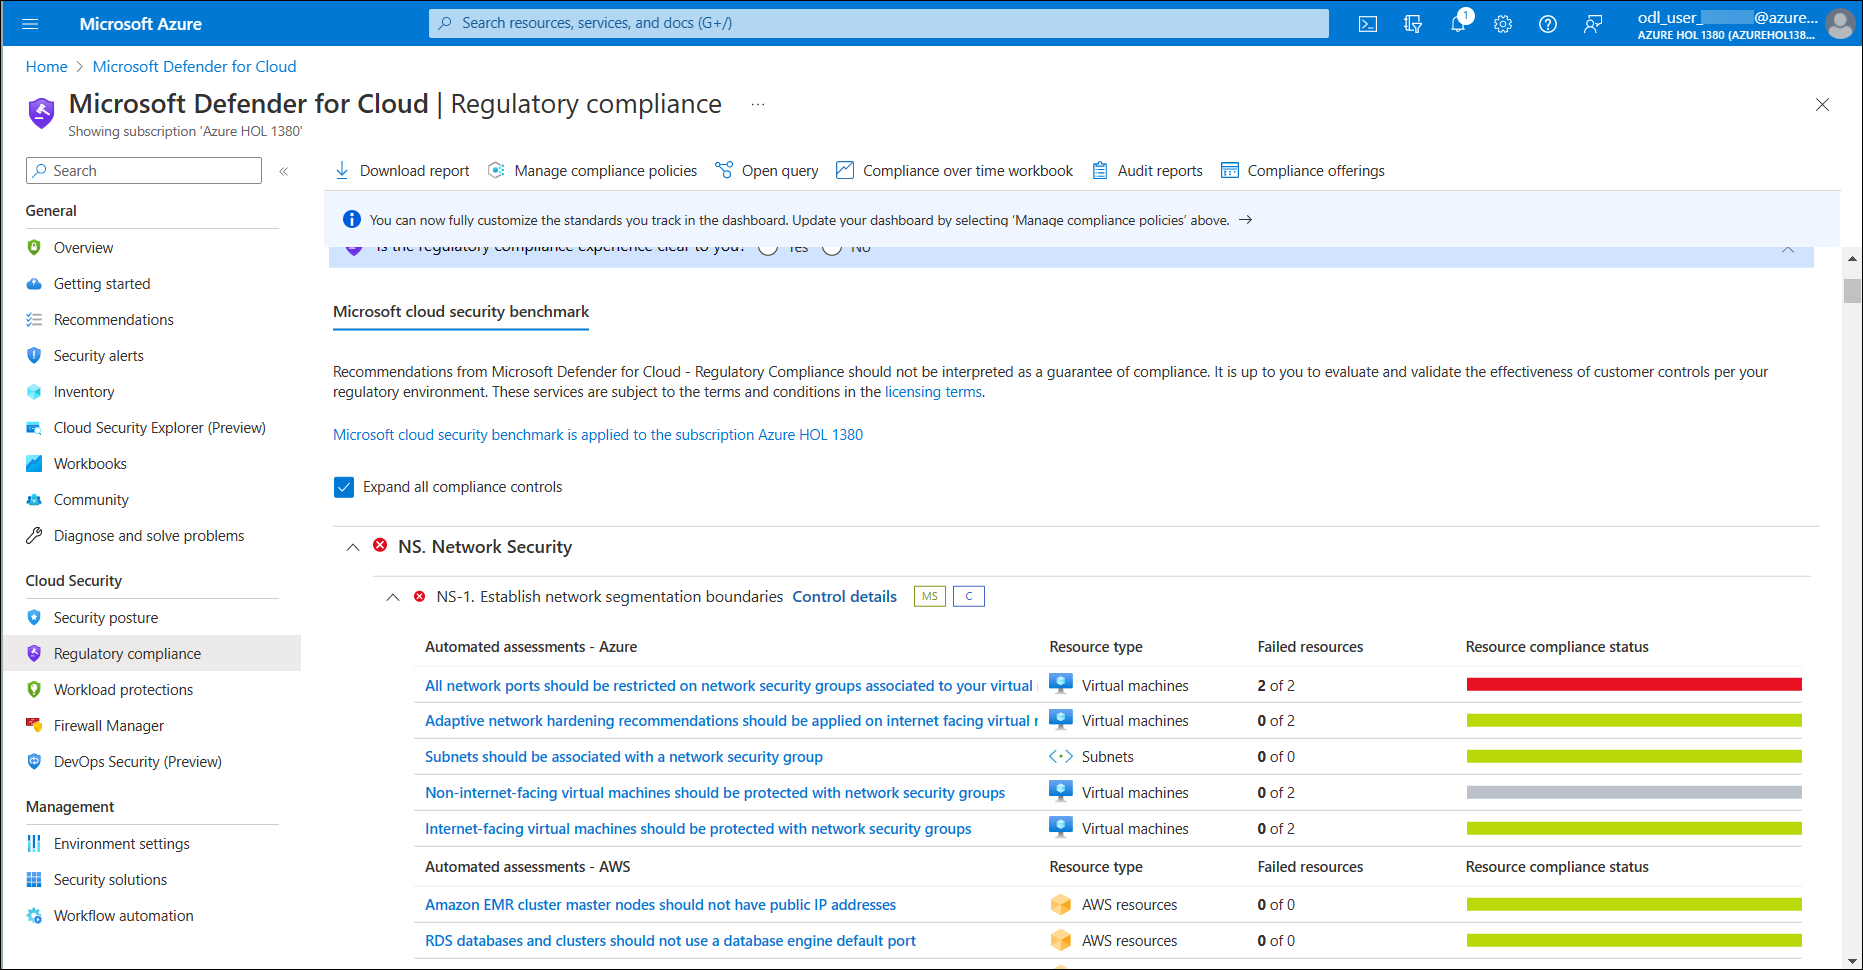 Microsoft Azure
Search resources, services, and docs (G+/)
1
odl_user_ @azure...
AZURE HOL 1380 (AZUREHOL138...
Home > Microsoft Defender for Cloud
Microsoft Defender for Cloud | Regulatory compliance ...
Showing subscription 'Azure HOL 1380'
Search
«
Download report
Manage compliance policies
Open query
Compliance over time workbook
Audit reports
Compliance offerings
You can now fully customize the standards you track in the dashboard. Update your dashboard by selecting 'Manage compliance policies' above. →
Is the regulatory compliance experience clear to you? Yes No
General
Overview
Getting started
Recommendations
Security alerts
Inventory
Cloud Security Explorer (Preview)
Workbooks
Community
Diagnose and solve problems
Cloud Security
Security posture
Regulatory compliance
Workload protections
Firewall Manager
DevOps Security (Preview)
Management
Environment settings
Security solutions
Workflow automation
Microsoft cloud security benchmark
Recommendations from Microsoft Defender for Cloud - Regulatory Compliance should not be interpreted as a guarantee of compliance. It is up to you to evaluate and validate the effectiveness of customer controls per your
regulatory environment. These services are subject to the terms and conditions in the licensing terms.
Microsoft cloud security benchmark is applied to the subscription Azure HOL 1380
Expand all compliance controls
NS. Network Security
NS-1. Establish network segmentation boundaries Control details MS C
Automated assessments - Azure Resource type Failed resources Resource compliance status
All network ports should be restricted on network security groups associated to your virtual Virtual machines 2 of 2
Adaptive network hardening recommendations should be applied on internet facing virtual Virtual machines 0 of 2
Subnets should be associated with a network security group Subnets 0 of 0
Non-internet-facing virtual machines should be protected with network security groups Virtual machines 0 of 2
Internet-facing virtual machines should be protected with network security groups Virtual machines 0 of 2
Automated assessments - AWS Resource type Failed resources Resource compliance status
Amazon EMR cluster master nodes should not have public IP addresses AWS resources 0 of 0
RDS databases and clusters should not use a database engine default port AWS resources 0 of 0